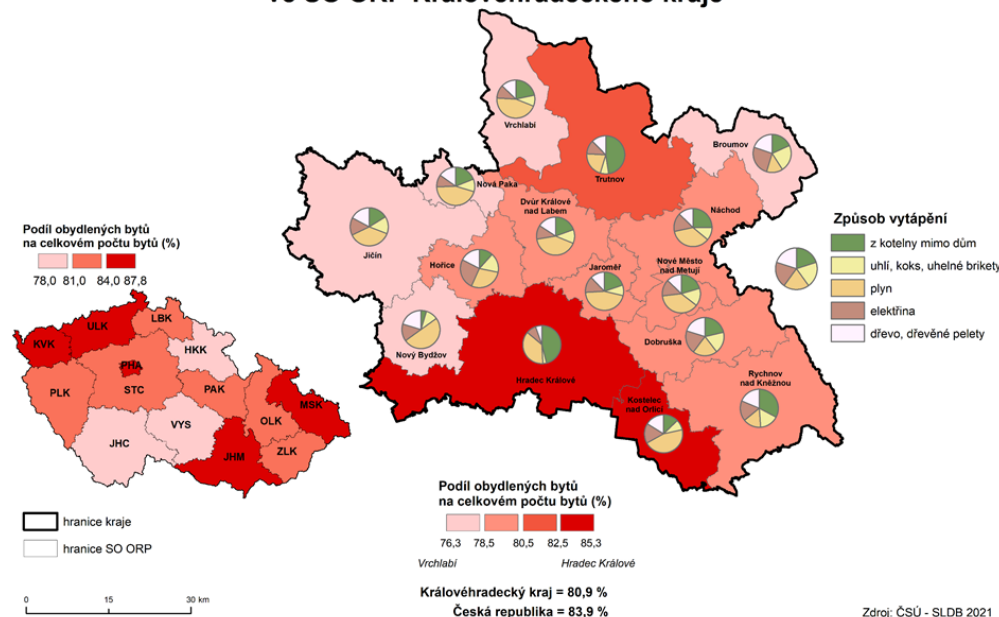 ve SO ORP Královéhradeckého kraje
Vrchlabí
Trutnov
Broumov
Nová Paka
Dvůr Králové
nad Labem
Náchod
Jičín
Hořice
Jaroměř
Nové Město
nad Metují
Nový Bydžov
Hradec Králové
Dobruška
Rychnov
nad Kněžnou
Kostelec
nad Orlicí
Způsob vytápění
z kotelny mimo dům
uhlí, koks, uhelné brikety
plyn
elektřina
dřevo, dřevěné pelety
Podíl obydlených bytů
na celkovém počtu bytů (%)
78,0 81,0 84,0 87,8
KVK
ULK
LBK
HKK
PHA
STC
PLK
PAK
MSK
OLK
VYS
JHC
JHM
ZLK
hranice kraje
hranice SO ORP
0 15 30 km
Podíl obydlených bytů
na celkovém počtu bytů (%)
76,3 78,5 80,5 82,5 85,3
Vrchlabí Hradec Králové
Královéhradecký kraj = 80,9 %
Česká republika = 83,9 %
Zdroj: ČSÚ - SLDB 2021